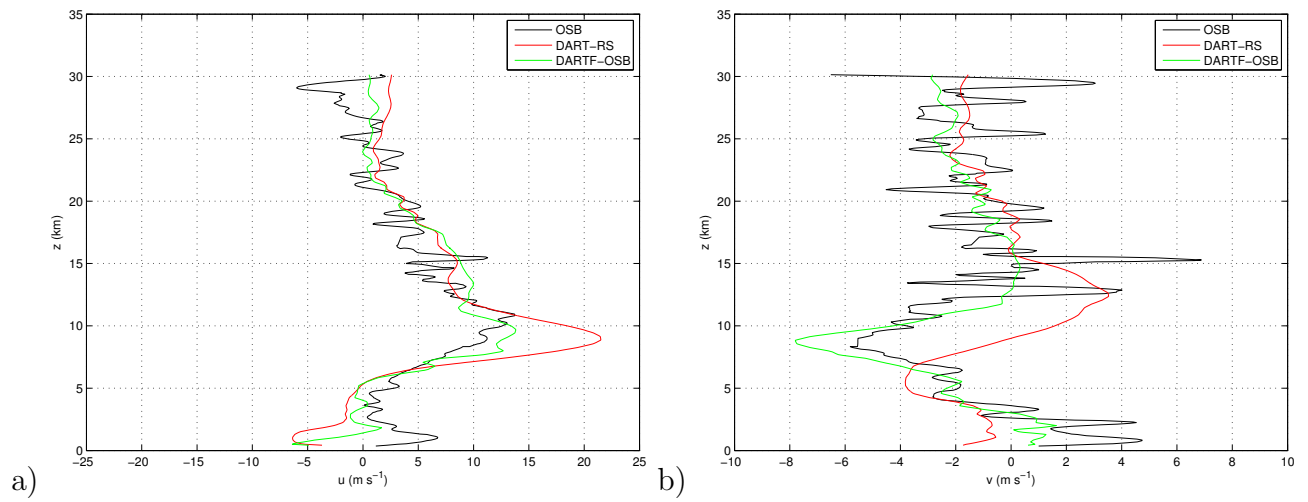 35
30
25
20
15
10
5
0
z (km)
−25 −20 −15 −10 −5 0 5 10 15 20 25
u (m s⁻¹)
OSB
DART−RS
DARTF−OSB
a)
35
30
25
20
15
10
5
0
z (km)
−10 −8 −6 −4 −2 0 2 4 6 8 10
v (m s⁻¹)
OSB
DART−RS
DARTF−OSB
b)